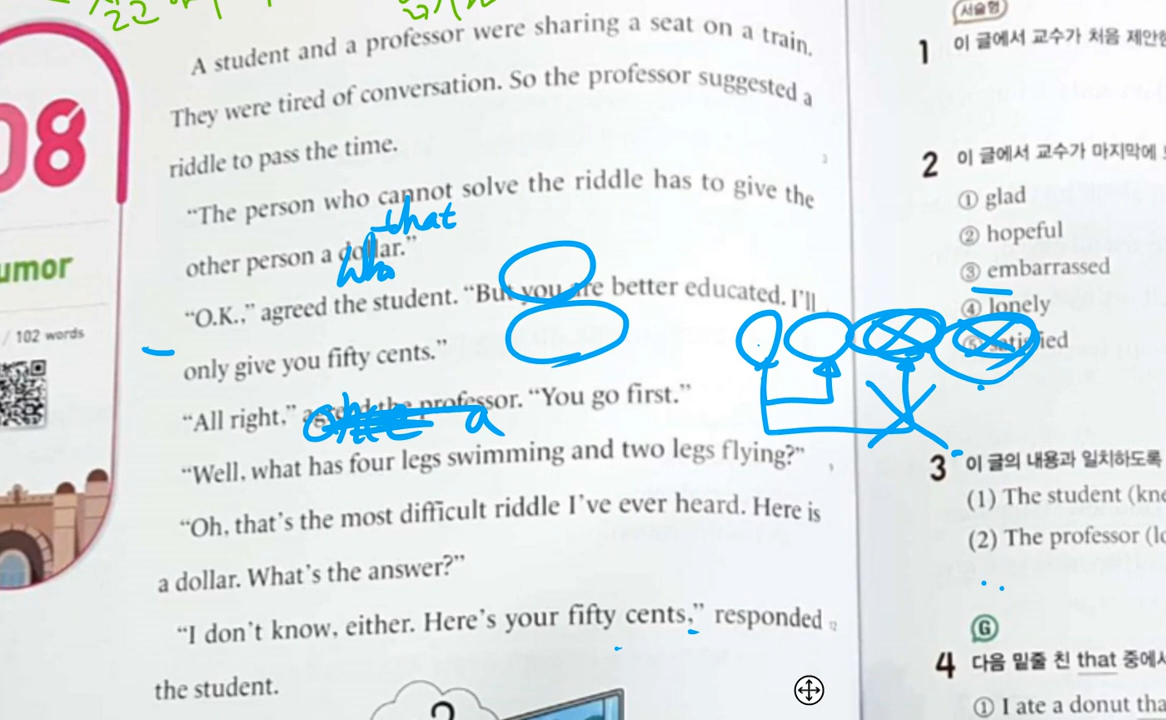 08
umor
/ 102 words
A student and a professor were sharing a seat on a train.
They were tired of conversation. So the professor suggested a
riddle to pass the time.
3
“The person who cannot solve the riddle has to give the
that
other person a dollar.”
who
“O.K.,” agreed the student. “But you are better educated. I’ll
only give you fifty cents.”
“All right,” the professor. “You go first.”
a
“Well, what has four legs swimming and two legs flying?”
“Oh, that’s the most difficult riddle I’ve ever heard. Here is
a dollar. What’s the answer?”
“I don’t know, either. Here’s your fifty cents,” responded
12
the student.
?
서술형
1 이 글에서 교수가 처음 제안한
2 이 글에서 교수가 마지막에
① glad
② hopeful
③ embarrassed
④ lonely
⑤ satisfied
3 이 글의 내용과 일치하도록
(1) The student (kne
(2) The professor (lo
G
4 다음 밑줄 친 that 중에서
① I ate a donut tha